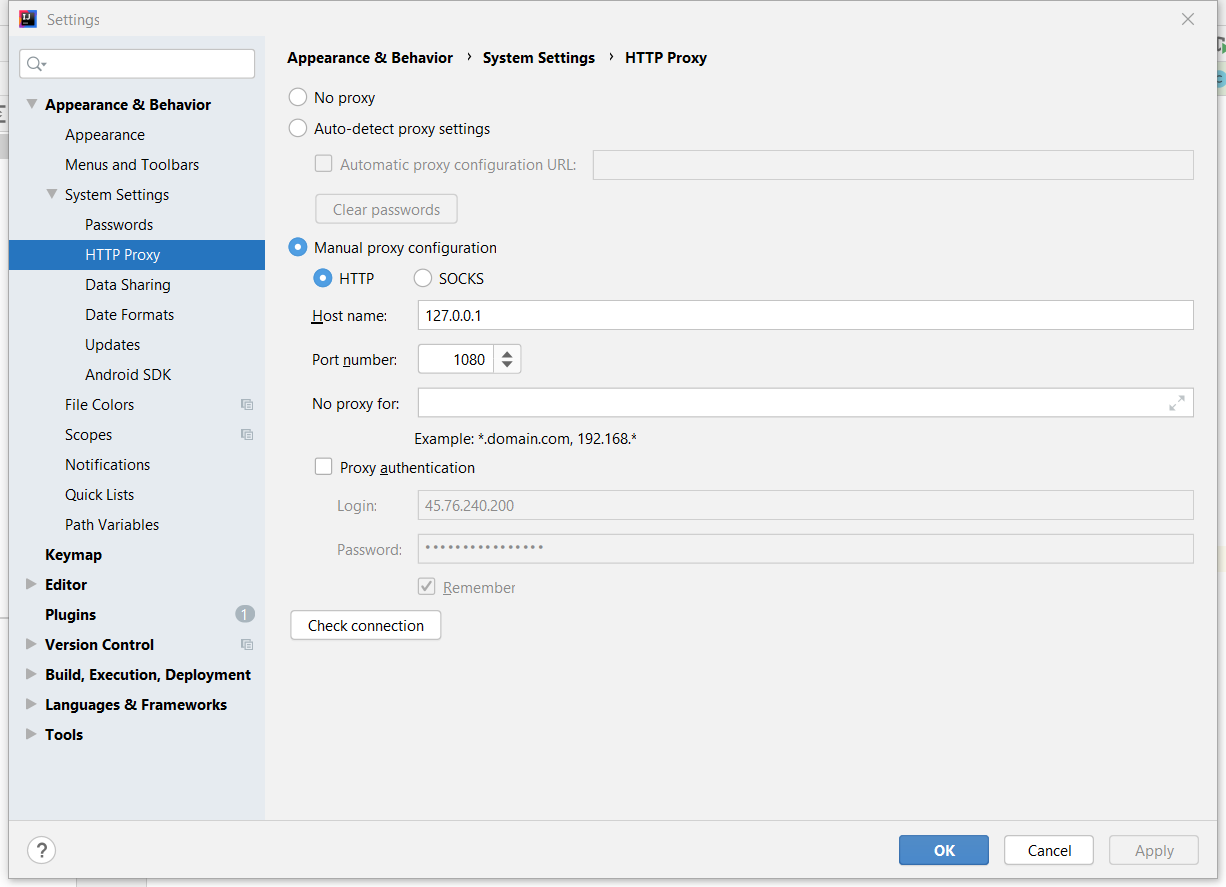 Settings
Appearance & Behavior
Appearance
Menus and Toolbars
System Settings
Passwords
HTTP Proxy
Data Sharing
Date Formats
Updates
Android SDK
File Colors
Scopes
Notifications
Quick Lists
Path Variables
Keymap
Editor
Plugins 1
Version Control
Build, Execution, Deployment
Languages & Frameworks
Tools
Appearance & Behavior › System Settings › HTTP Proxy
No proxy
Auto-detect proxy settings
Automatic proxy configuration URL:
Clear passwords
Manual proxy configuration
HTTP SOCKS
Host name: 127.0.0.1
Port number: 1080
No proxy for:
Example: *.domain.com, 192.168.*
Proxy authentication
Login: 45.76.240.200
Password: ••••••••••••••••
Remember
Check connection
? OK Cancel Apply